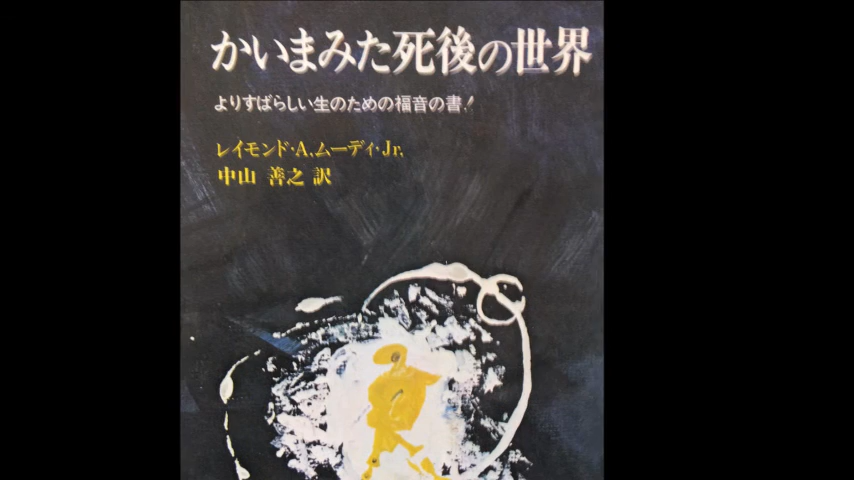 かいまみた死後の世界
よりすばらしい生のための福音の書!
レイモンド・A.ムーディ・Jr.
中山 善之 訳